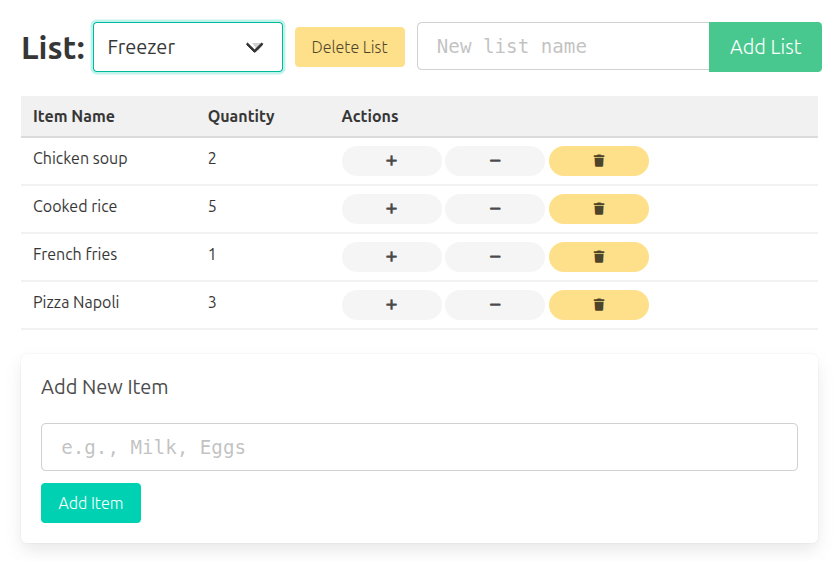 List: Freezer Delete List New list name Add List
Item Name Quantity Actions
Chicken soup 2 + −
Cooked rice 5 + −
French fries 1 + −
Pizza Napoli 3 + −
Add New Item
e.g., Milk, Eggs
Add Item